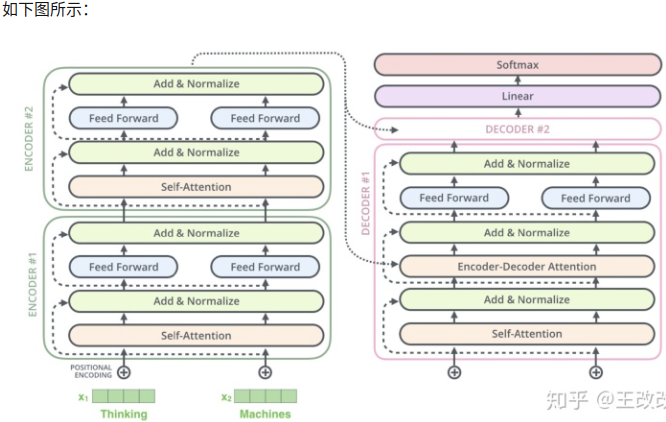 如下图所示：
ENCODER #2
Add & Normalize
Feed Forward
Feed Forward
Add & Normalize
Self-Attention
ENCODER #1
Add & Normalize
Feed Forward
Feed Forward
Add & Normalize
Self-Attention
POSITIONAL
ENCODING
x1
x2
Thinking
Machines
Softmax
Linear
DECODER #2
DECODER #1
Add & Normalize
Feed Forward
Feed Forward
Add & Normalize
Encoder-Decoder Attention
Add & Normalize
Self-Attention
知乎 @王改改